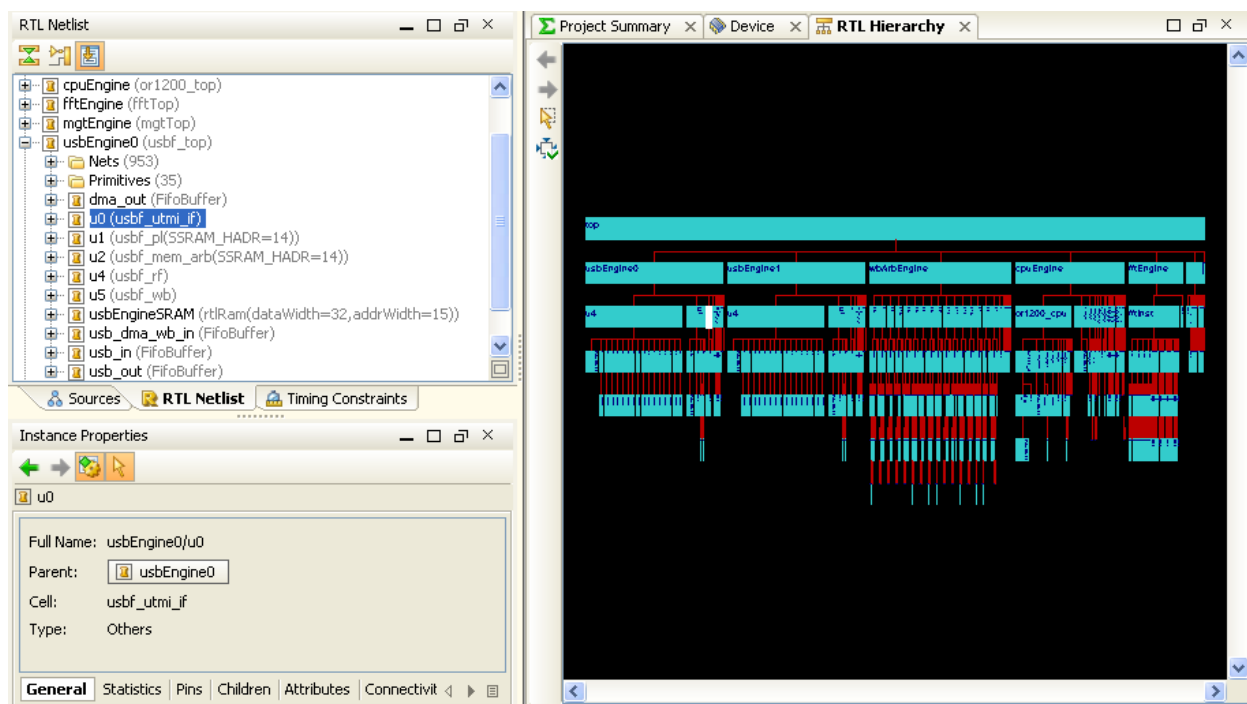 RTL Netlist
cpuEngine (or1200_top)
fftEngine (fftTop)
mgtEngine (mgtTop)
usbEngine0 (usbf_top)
Nets (953)
Primitives (35)
dma_out (FifoBuffer)
u0 (usbf_utmi_if)
u1 (usbf_pl(SSRAM_HADR=14))
u2 (usbf_mem_arb(SSRAM_HADR=14))
u4 (usbf_rf)
u5 (usbf_wb)
usbEngineSRAM (rtlRam(dataWidth=32,addrWidth=15))
usb_dma_wb_in (FifoBuffer)
usb_in (FifoBuffer)
usb_out (FifoBuffer)
Sources RTL Netlist Timing Constraints
Instance Properties
u0
Full Name: usbEngine0/u0
Parent: usbEngine0
Cell: usbf_utmi_if
Type: Others
General Statistics Pins Children Attributes Connectivit
Project Summary Device RTL Hierarchy
top
usbEngine0 usbEngine1 wbArbEngine cpuEngine fftEngine
u4 u4 or1200_cpu fftInst